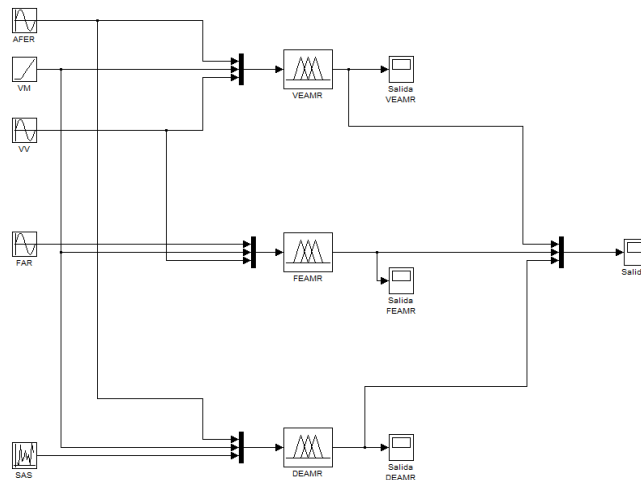 AFER
VM
VV
FAR
SAS
VEAMR
Salida
VEAMR
FEAMR
Salida
FEAMR
DEAMR
Salida
DEAMR
Salid